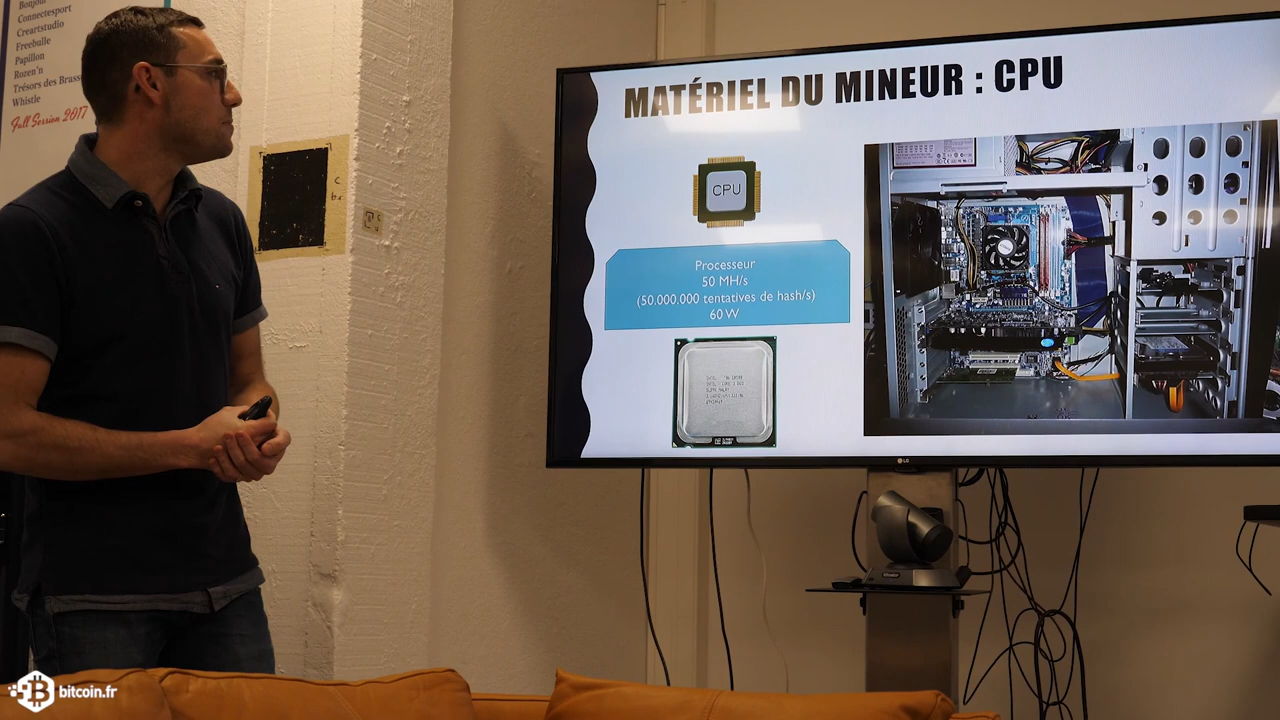 Bonjour
Connectesport
Creartstudio
Freebulle
Papillon
Rozen'n
Trésors des Brass
Whistle
Full Session 2017
MATÉRIEL DU MINEUR : CPU
CPU
Processeur
50 MH/s
(50.000.000 tentatives de hash/s)
60 W
LG
bitcoin.fr